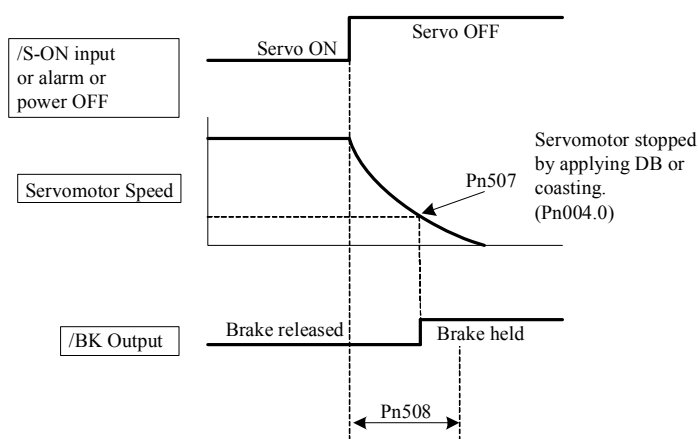 /S-ON input
or alarm or
power OFF
Servo ON
Servo OFF
Servomotor Speed
Pn507
Servomotor stopped
by applying DB or
coasting.
(Pn004.0)
/BK Output
Brake released
Brake held
Pn508